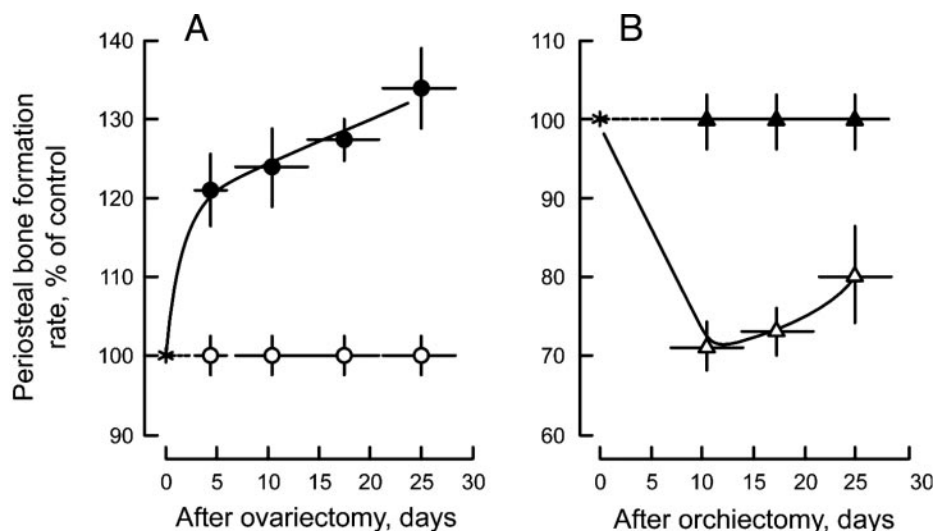 A
B
Periosteal bone formation
rate, % of control
140
130
120
110
100
90
0 5 10 15 20 25 30
After ovariectomy, days
110
100
90
80
70
60
0 5 10 15 20 25 30
After orchiectomy, days